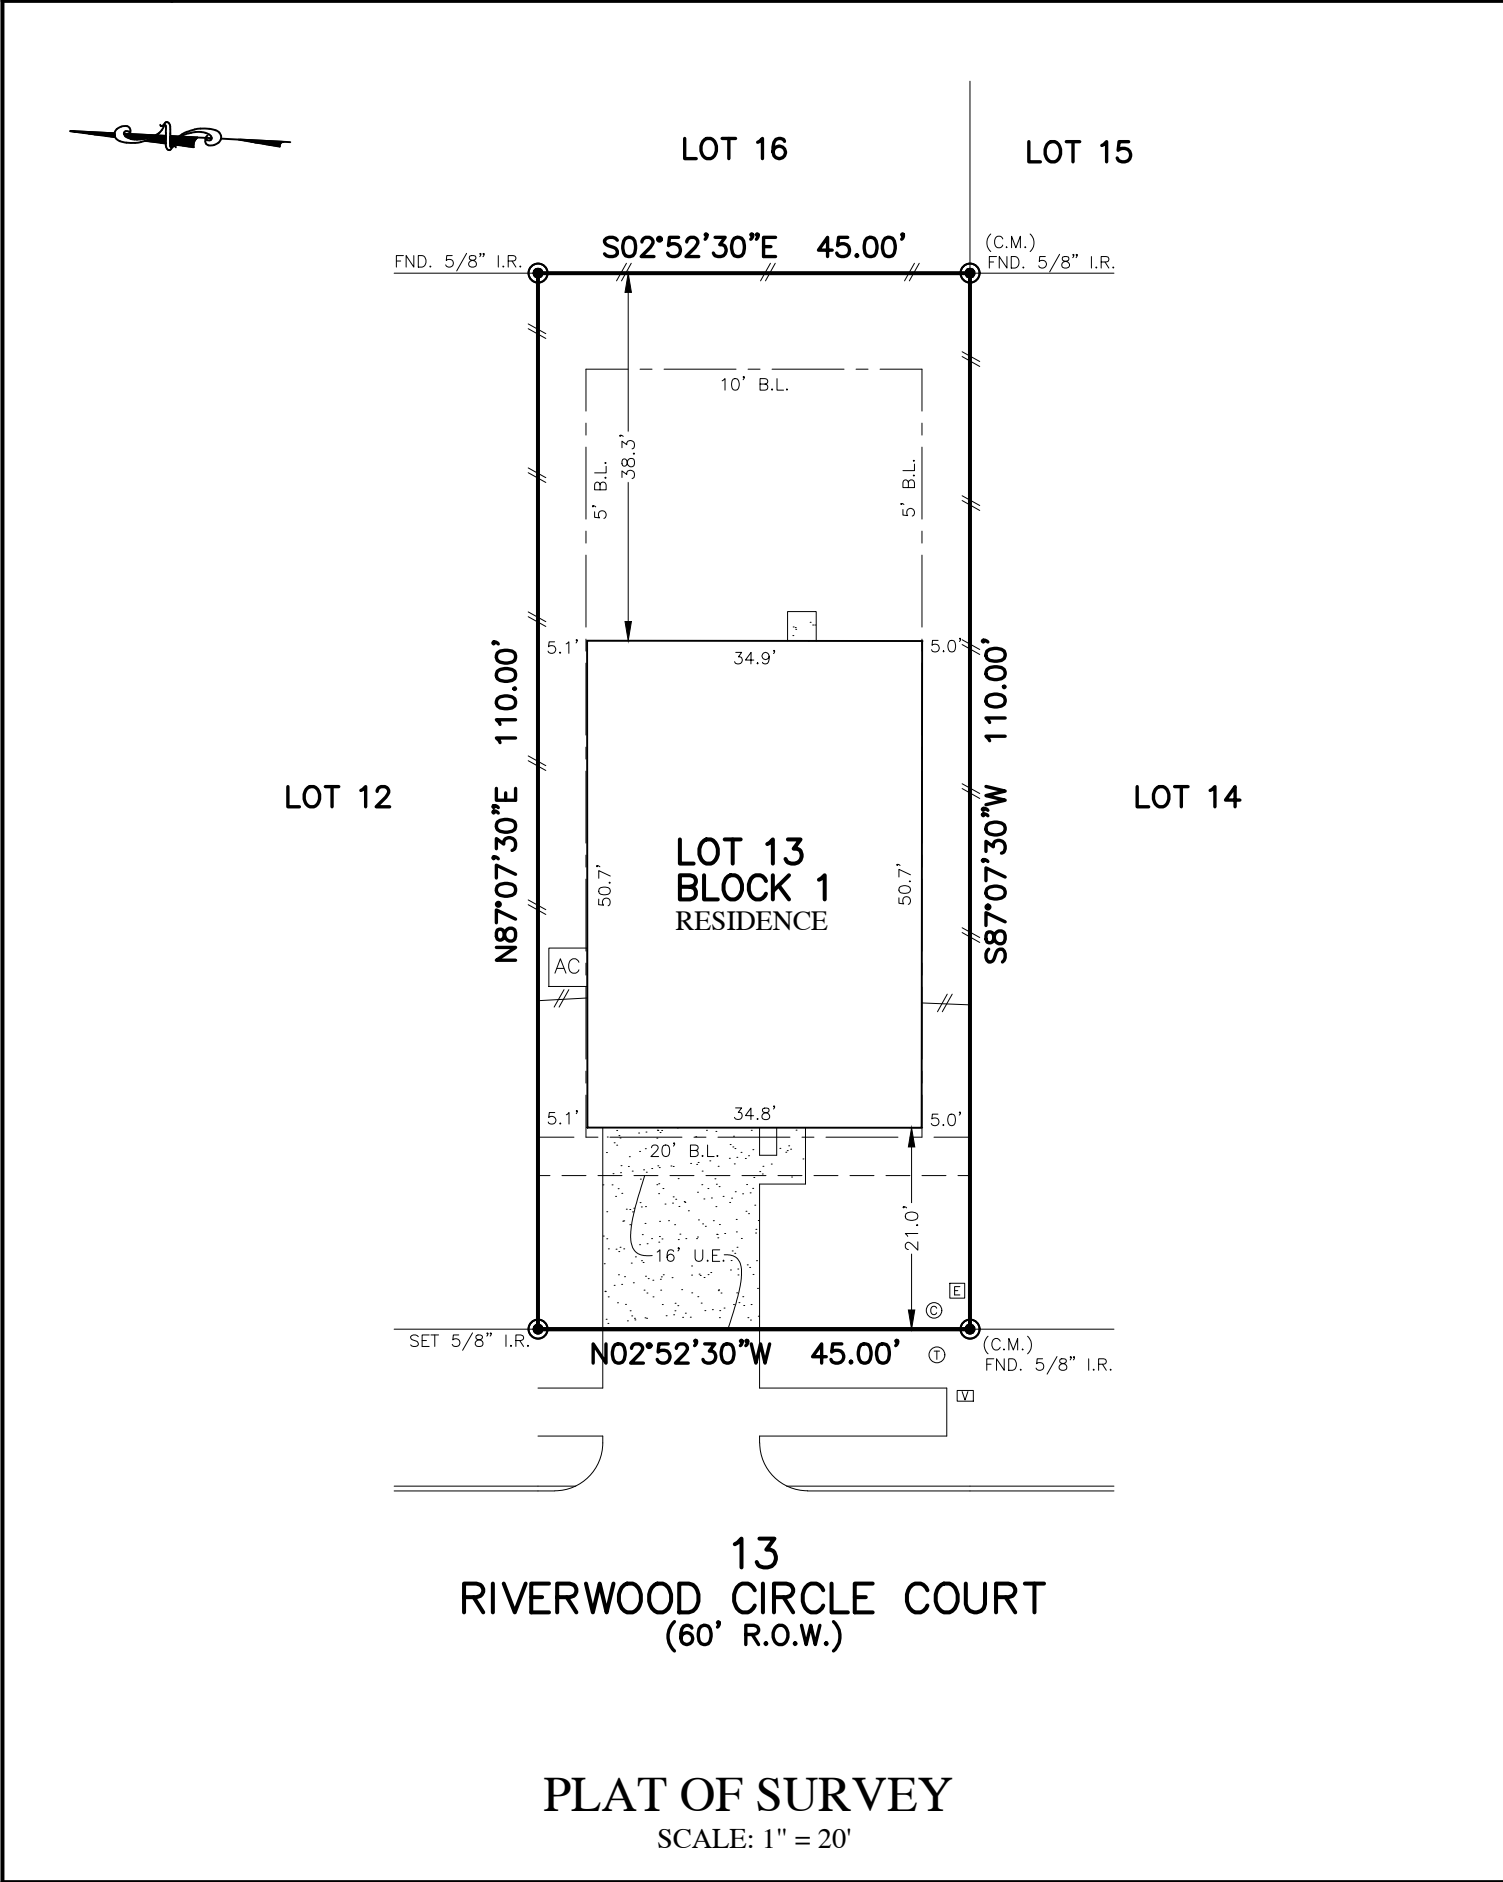 LOT 16
LOT 15
S02°52'30"E 45.00'
(C.M.)
FND. 5/8" I.R.
FND. 5/8" I.R.
10' B.L.
5' B.L.
38.3'
5' B.L.
5.1'
34.9'
5.0'
N87°07'30"E 110.00'
S87°07'30"W 110.00'
LOT 12
LOT 14
LOT 13
BLOCK 1
RESIDENCE
50.7'
50.7'
AC
5.1'
34.8'
5.0'
20' B.L.
21.0'
16' U.E.
E
C
SET 5/8" I.R.
N02°52'30"W 45.00'
T
(C.M.)
FND. 5/8" I.R.
V
13
RIVERWOOD CIRCLE COURT
(60' R.O.W.)
PLAT OF SURVEY
SCALE: 1" = 20'